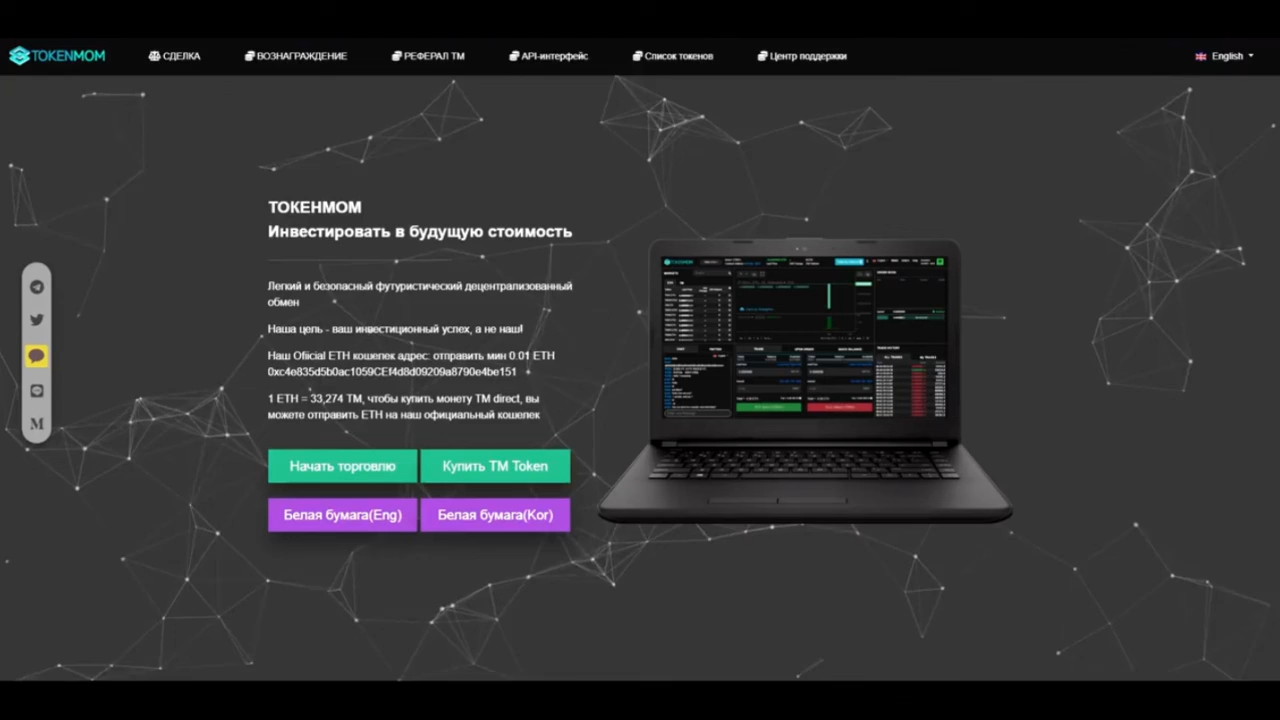 TOKENMOM
СДЕЛКА
ВОЗНАГРАЖДЕНИЕ
РЕФЕРАЛ TM
API-интерфейс
Список токенов
Центр поддержки
English
ТОКЕНМОМ
Инвестировать в будущую стоимость
Легкий и безопасный футуристический децентрализованный
обмен
Наша цель - ваш инвестиционный успех, а не наш!
Наш Oficial ETH кошелек адрес: отправить мин 0.01 ETH
0xc4e835d5b0ac1059CEf4d8d09209a8790e4be151
1 ETH = 33,274 TM, чтобы купить монету TM direct, вы
можете отправить ETH на наш официальный кошелек
Начать торговлю
Купить TM Token
Белая бумага(Eng)
Белая бумага(Kor)
M
TOKENMOM